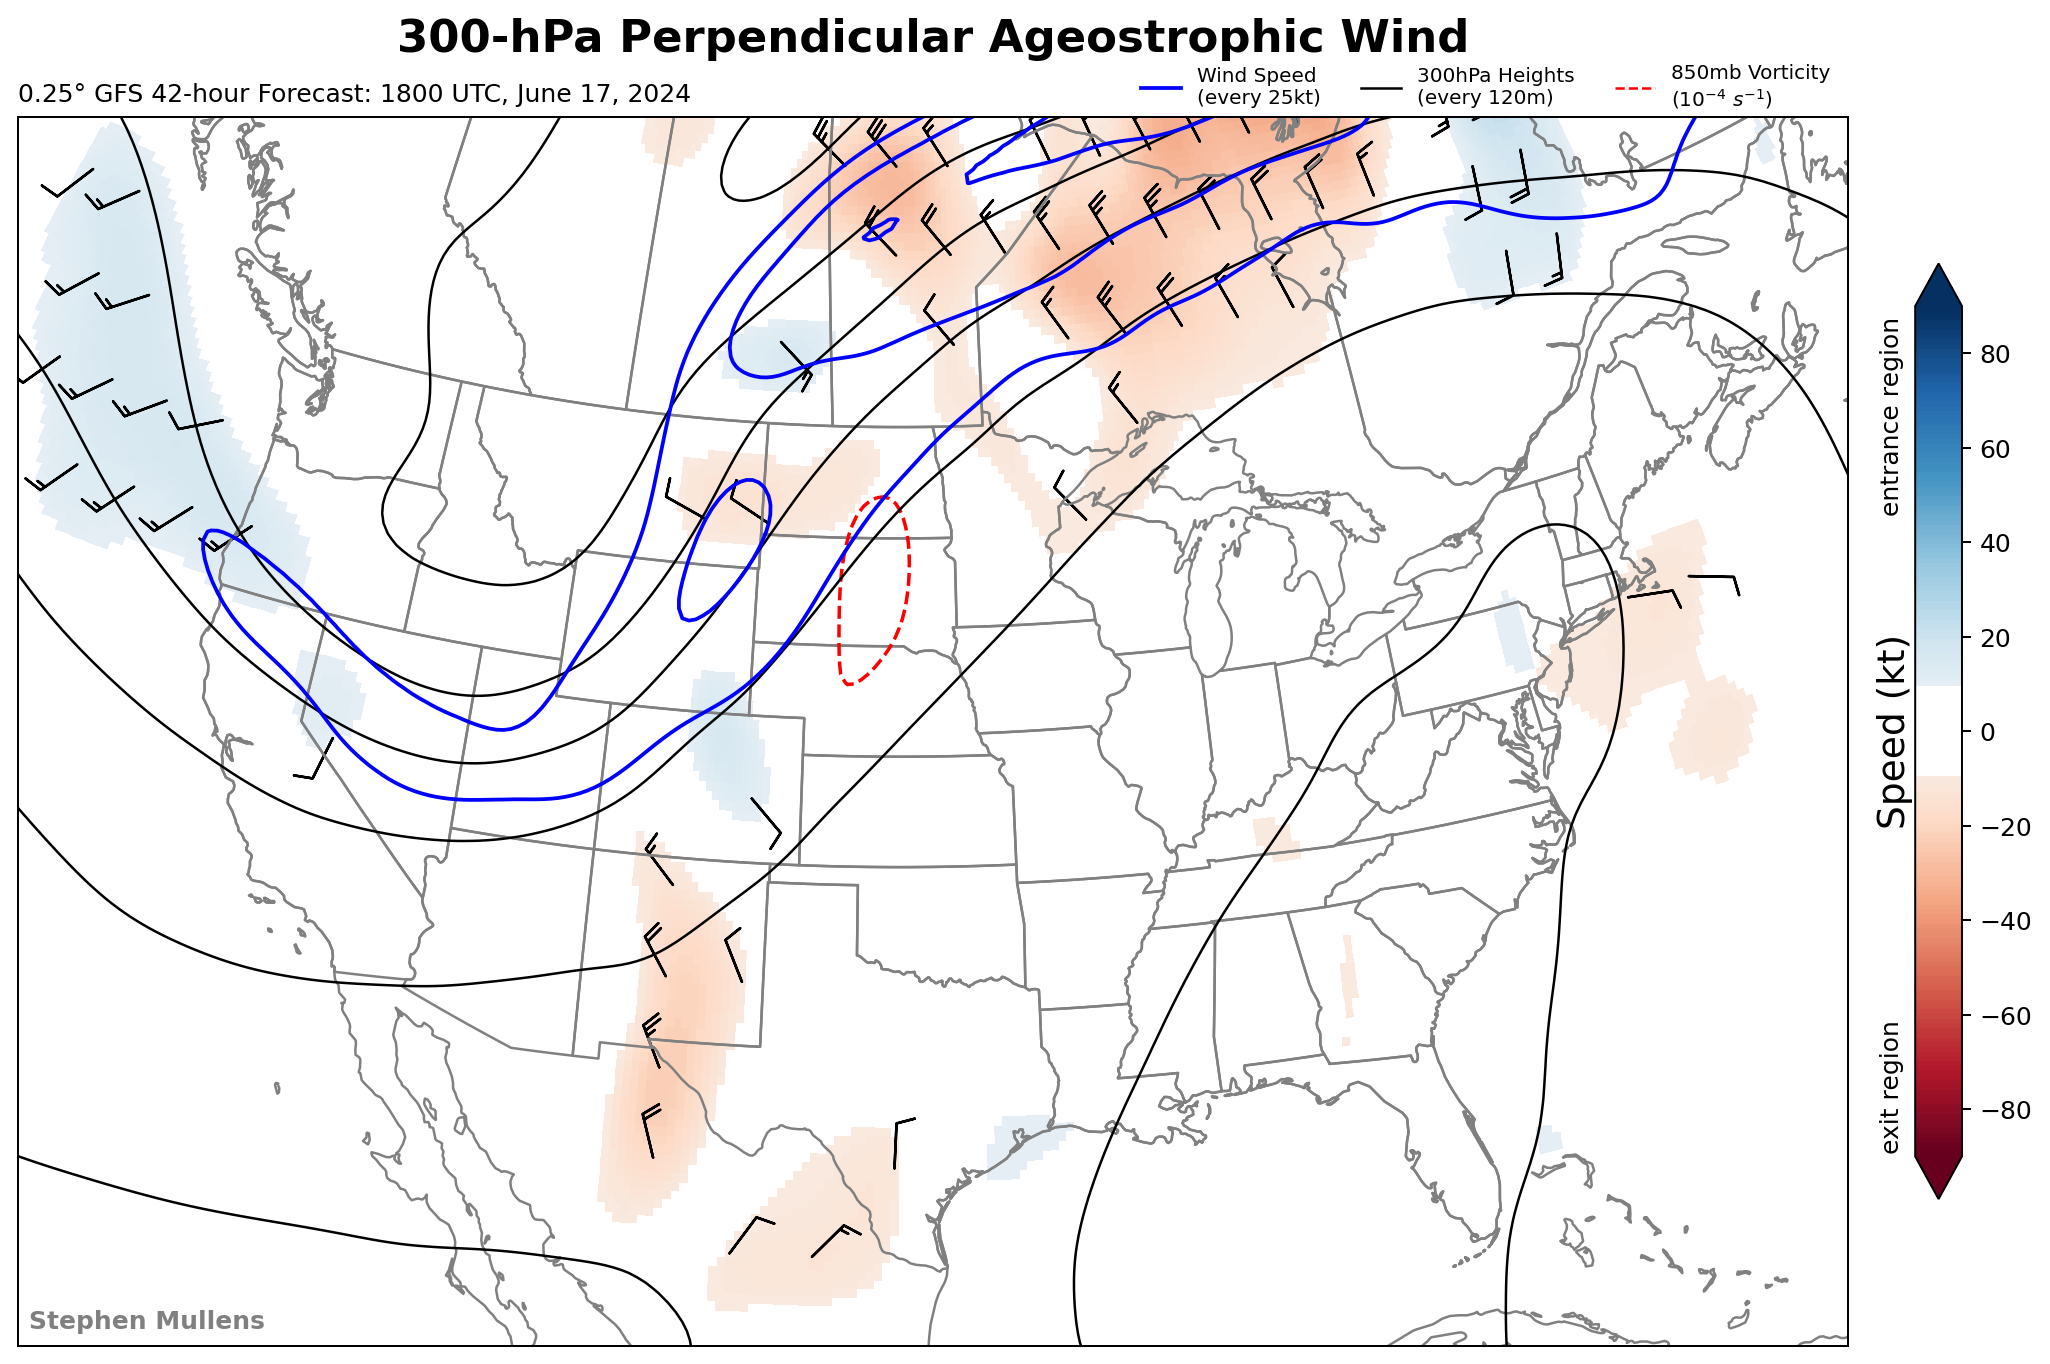 300-hPa Perpendicular Ageostrophic Wind
0.25° GFS 42-hour Forecast: 1800 UTC, June 17, 2024
Wind Speed
(every 25kt)
300hPa Heights
(every 120m)
850mb Vorticity
(10⁻⁴ s⁻¹)
entrance region
Speed (kt)
exit region
80
60
40
20
0
−20
−40
−60
−80
Stephen Mullens